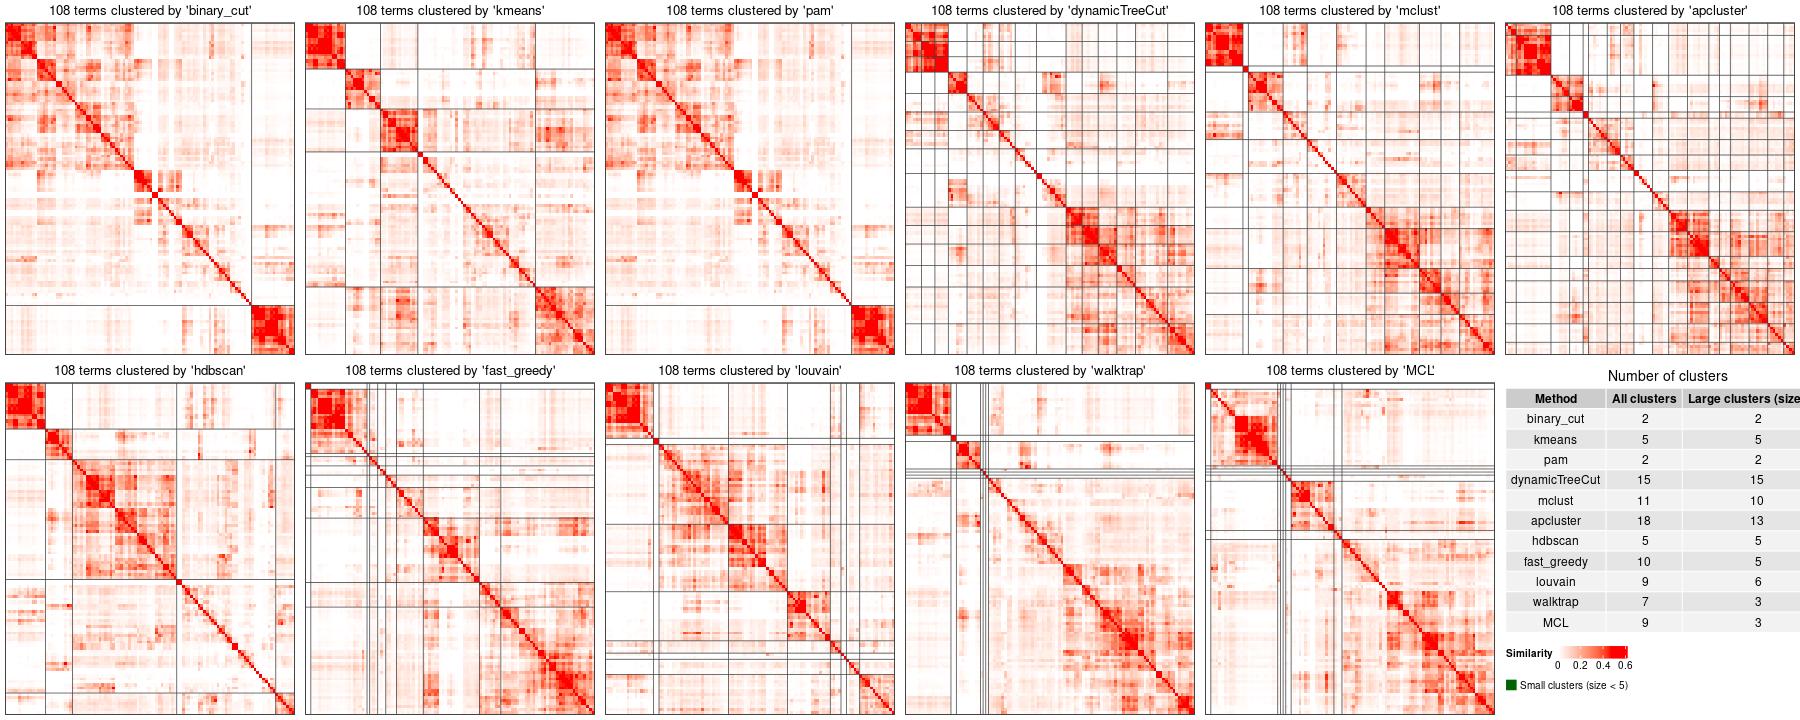 108 terms clustered by 'binary_cut'
108 terms clustered by 'kmeans'
108 terms clustered by 'pam'
108 terms clustered by 'dynamicTreeCut'
108 terms clustered by 'mclust'
108 terms clustered by 'apcluster'
108 terms clustered by 'hdbscan'
108 terms clustered by 'fast_greedy'
108 terms clustered by 'louvain'
108 terms clustered by 'walktrap'
108 terms clustered by 'MCL'
Number of clusters
Method All clusters Large clusters (size
binary_cut 2 2
kmeans 5 5
pam 2 2
dynamicTreeCut 15 15
mclust 11 10
apcluster 18 13
hdbscan 5 5
fast_greedy 10 5
louvain 9 6
walktrap 7 3
MCL 9 3
Similarity
0 0.2 0.4 0.6
Small clusters (size < 5)